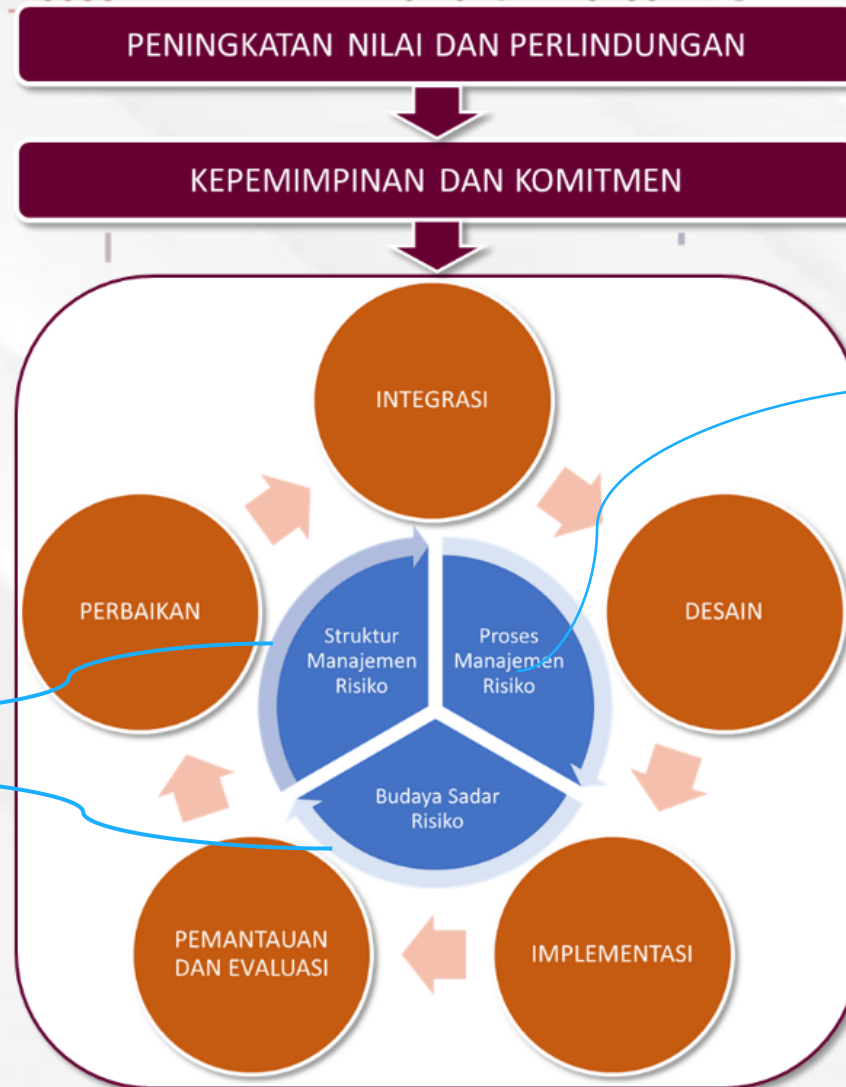 PENINGKATAN NILAI DAN PERLINDUNGAN
KEPEMIMPINAN DAN KOMITMEN
INTEGRASI
PERBAIKAN
DESAIN
Struktur
Manajemen
Risiko
Proses
Manajemen
Risiko
Budaya Sadar
Risiko
PEMANTAUAN
DAN EVALUASI
IMPLEMENTASI